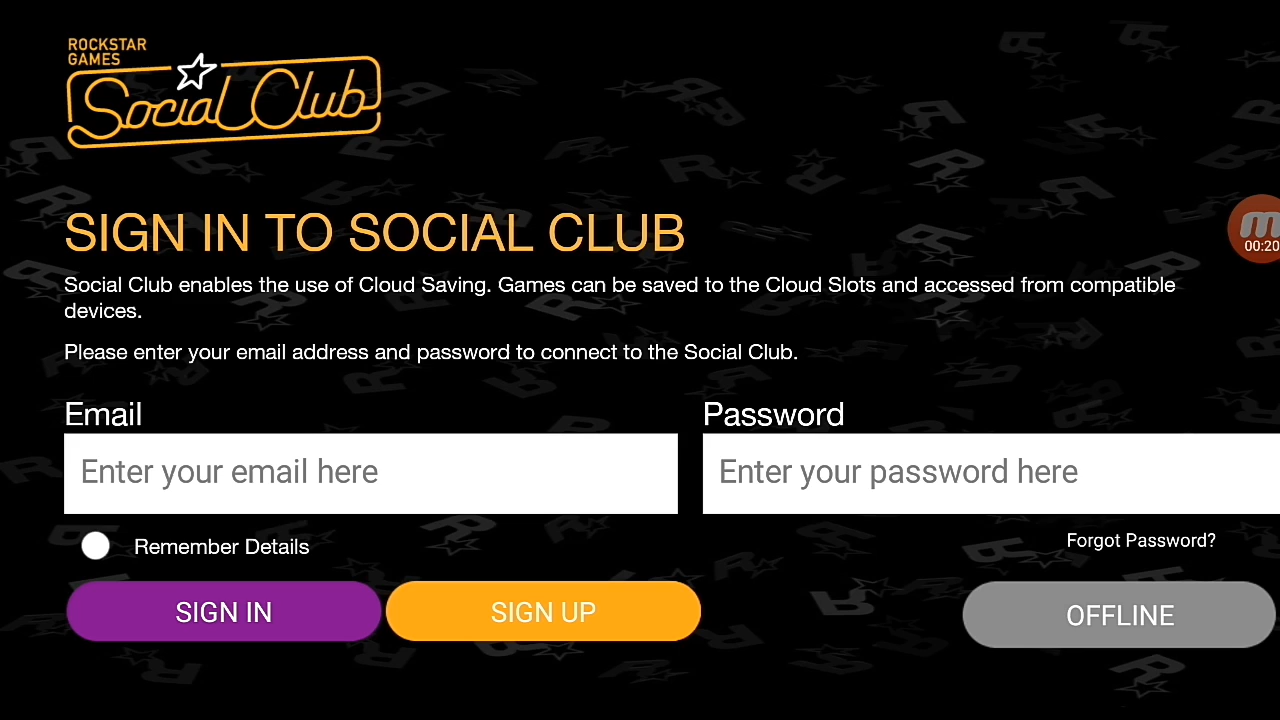 ROCKSTAR
GAMES
Social Club
SIGN IN TO SOCIAL CLUB
00:20
Social Club enables the use of Cloud Saving. Games can be saved to the Cloud Slots and accessed from compatible
devices.
Please enter your email address and password to connect to the Social Club.
Email
Password
Enter your email here
Enter your password here
Remember Details
Forgot Password?
SIGN IN
SIGN UP
OFFLINE